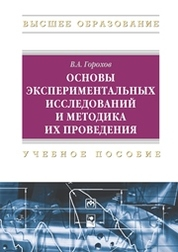 ВЫСШЕЕ ОБРАЗОВАНИЕ
В.А. Горохов
ОСНОВЫ
ЭКСПЕРИМЕНТАЛЬНЫХ
ИССЛЕДОВАНИЙ
И МЕТОДИКА
ИХ ПРОВЕДЕНИЯ
УЧЕБНОЕ ПОСОБИЕ